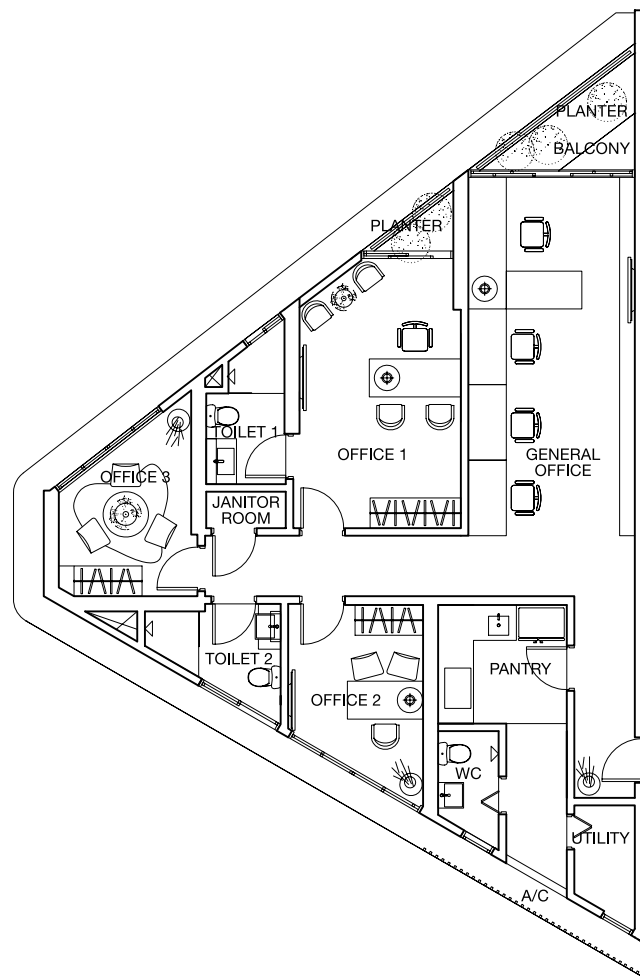 PLANTER
BALCONY
PLANTER
TOILET 1
OFFICE 1
GENERAL
OFFICE
OFFICE 3
JANITOR
ROOM
TOILET 2
OFFICE 2
PANTRY
WC
UTILITY
A/C